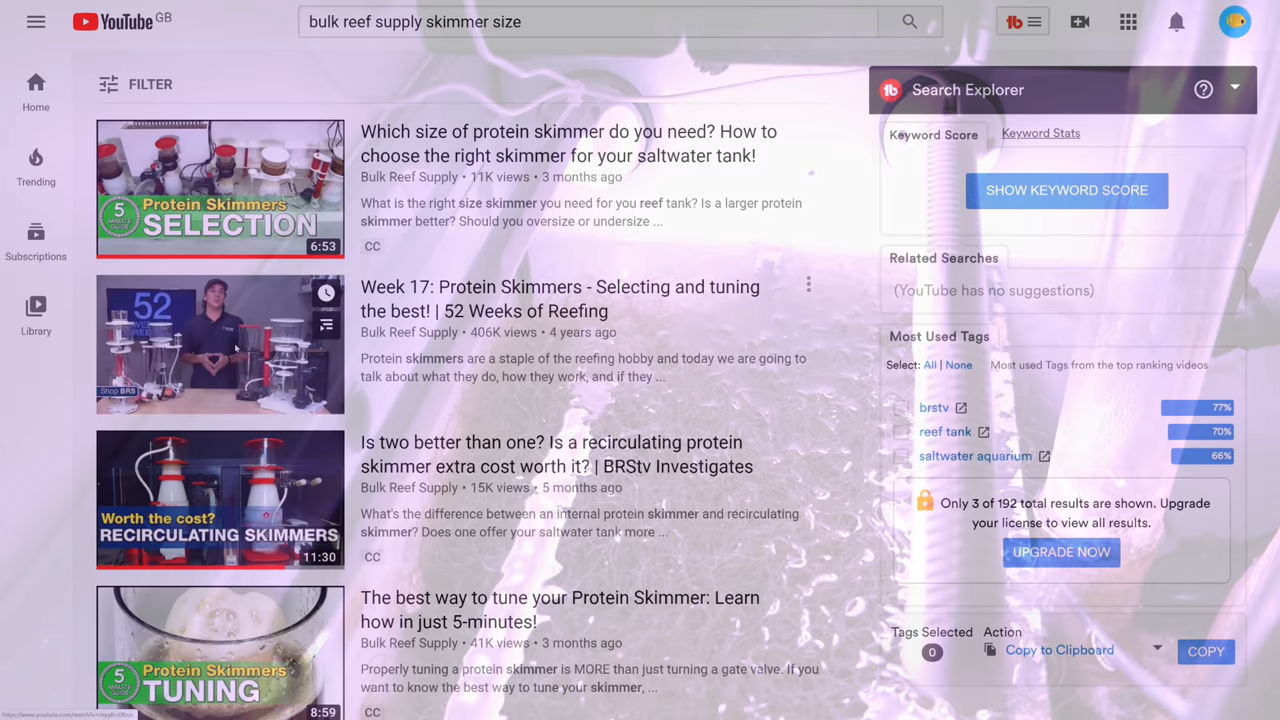 YouTube GB
bulk reef supply skimmer size
Home
Trending
Subscriptions
Library
FILTER
5 MINUTE GUIDE
Protein Skimmers
SELECTION
6:53
Which size of protein skimmer do you need? How to
choose the right skimmer for your saltwater tank!
Bulk Reef Supply • 11K views • 3 months ago
What is the right size skimmer you need for you reef tank? Is a larger protein
skimmer better? Should you oversize or undersize ...
CC
52
Shop BRS
Week 17: Protein Skimmers - Selecting and tuning
the best! | 52 Weeks of Reefing
Bulk Reef Supply • 406K views • 4 years ago
Protein skimmers are a staple of the reefing hobby and today we are going to
talk about what they do, how they work, and if they ...
Worth the cost?
RECIRCULATING SKIMMERS
11:30
Is two better than one? Is a recirculating protein
skimmer extra cost worth it? | BRStv Investigates
Bulk Reef Supply • 15K views • 5 months ago
What's the difference between an internal protein skimmer and recirculating
skimmer? Does one offer your saltwater tank more ...
CC
5 MINUTE GUIDE
Protein Skimmers
TUNING
8:59
The best way to tune your Protein Skimmer: Learn
how in just 5-minutes!
Bulk Reef Supply • 41K views • 3 months ago
Properly tuning a protein skimmer is MORE than just turning a gate valve. If you
want to know the best way to tune your skimmer, ...
CC
tb
Search Explorer
Keyword Score
Keyword Stats
SHOW KEYWORD SCORE
Related Searches
(YouTube has no suggestions)
Most Used Tags
Select: All | None Most used Tags from the top ranking videos
brstv 77%
reef tank 70%
saltwater aquarium 66%
Only 3 of 192 total results are shown. Upgrade
your license to view all results.
UPGRADE NOW
Tags Selected
0
Action
Copy to Clipboard
COPY